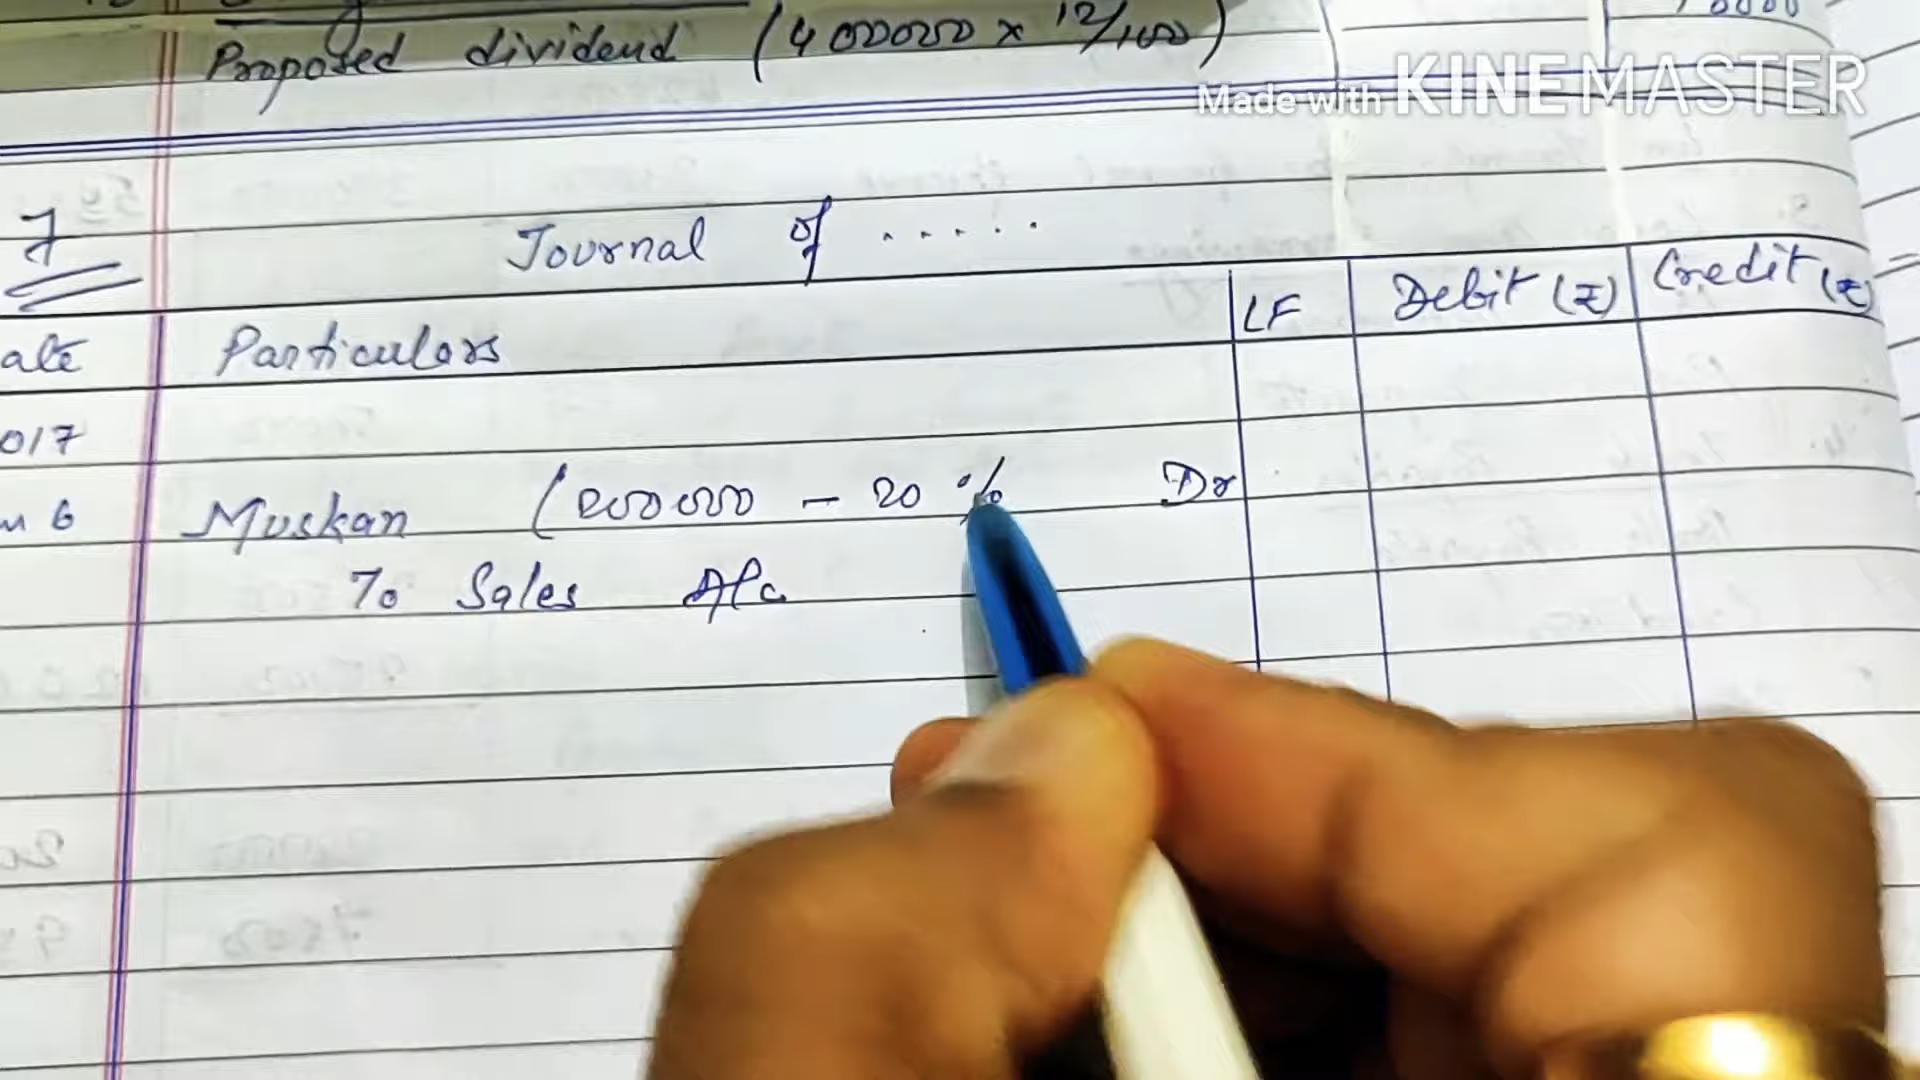 Proposed dividend (400000 x 12/100)
Made with KINEMASTER
7
Journal of .....
ate Particulars LF Debit (₹) Credit (₹)
017
6 Muskan (200000 - 20 % Dr
To Sales A/c